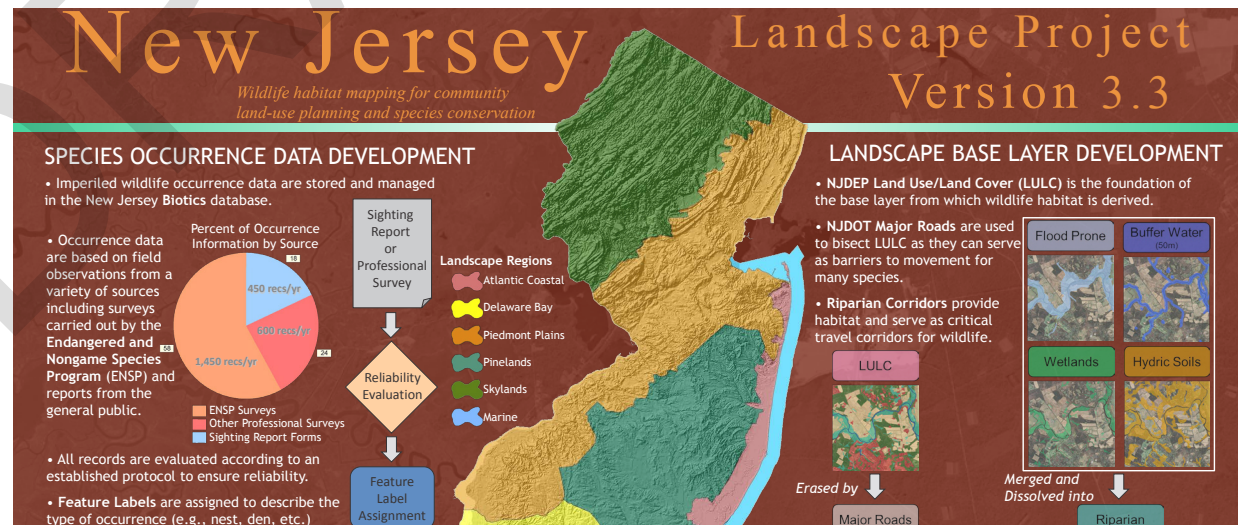 New Jersey
Wildlife habitat mapping for community
land-use planning and species conservation
Landscape Project
Version 3.3
SPECIES OCCURRENCE DATA DEVELOPMENT
• Imperiled wildlife occurrence data are stored and managed
in the New Jersey Biotics database.
• Occurrence data
are based on field
observations from a
variety of sources
including surveys
carried out by the
Endangered and
Nongame Species
Program (ENSP) and
reports from the
general public.
Percent of Occurrence
Information by Source
18
450 recs/yr
600 recs/yr
24
58
1,450 recs/yr
ENSP Surveys
Other Professional Surveys
Sighting Report Forms
• All records are evaluated according to an
established protocol to ensure reliability.
• Feature Labels are assigned to describe the
type of occurrence (e.g., nest, den, etc.)
Sighting
Report
or
Professional
Survey
Reliability
Evaluation
Feature
Label
Assignment
Landscape Regions
Atlantic Coastal
Delaware Bay
Piedmont Plains
Pinelands
Skylands
Marine
LANDSCAPE BASE LAYER DEVELOPMENT
• NJDEP Land Use/Land Cover (LULC) is the foundation of
the base layer from which wildlife habitat is derived.
• NJDOT Major Roads are used
to bisect LULC as they can serve
as barriers to movement for
many species.
• Riparian Corridors provide
habitat and serve as critical
travel corridors for wildlife.
LULC
Erased by
Major Roads
Flood Prone
Buffer Water
(50m)
Wetlands
Hydric Soils
Merged and
Dissolved into
Riparian